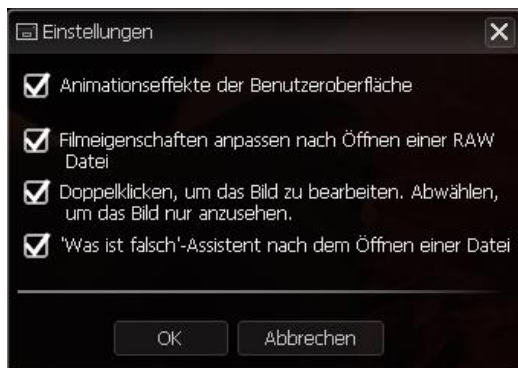 Einstellungen
Animationseffekte der Benutzeroberfläche
Filmeigenschaften anpassen nach Öffnen einer RAW
Datei
Doppelklicken, um das Bild zu bearbeiten. Abwählen,
um das Bild nur anzusehen.
'Was ist falsch'-Assistent nach dem Öffnen einer Datei
OK
Abbrechen